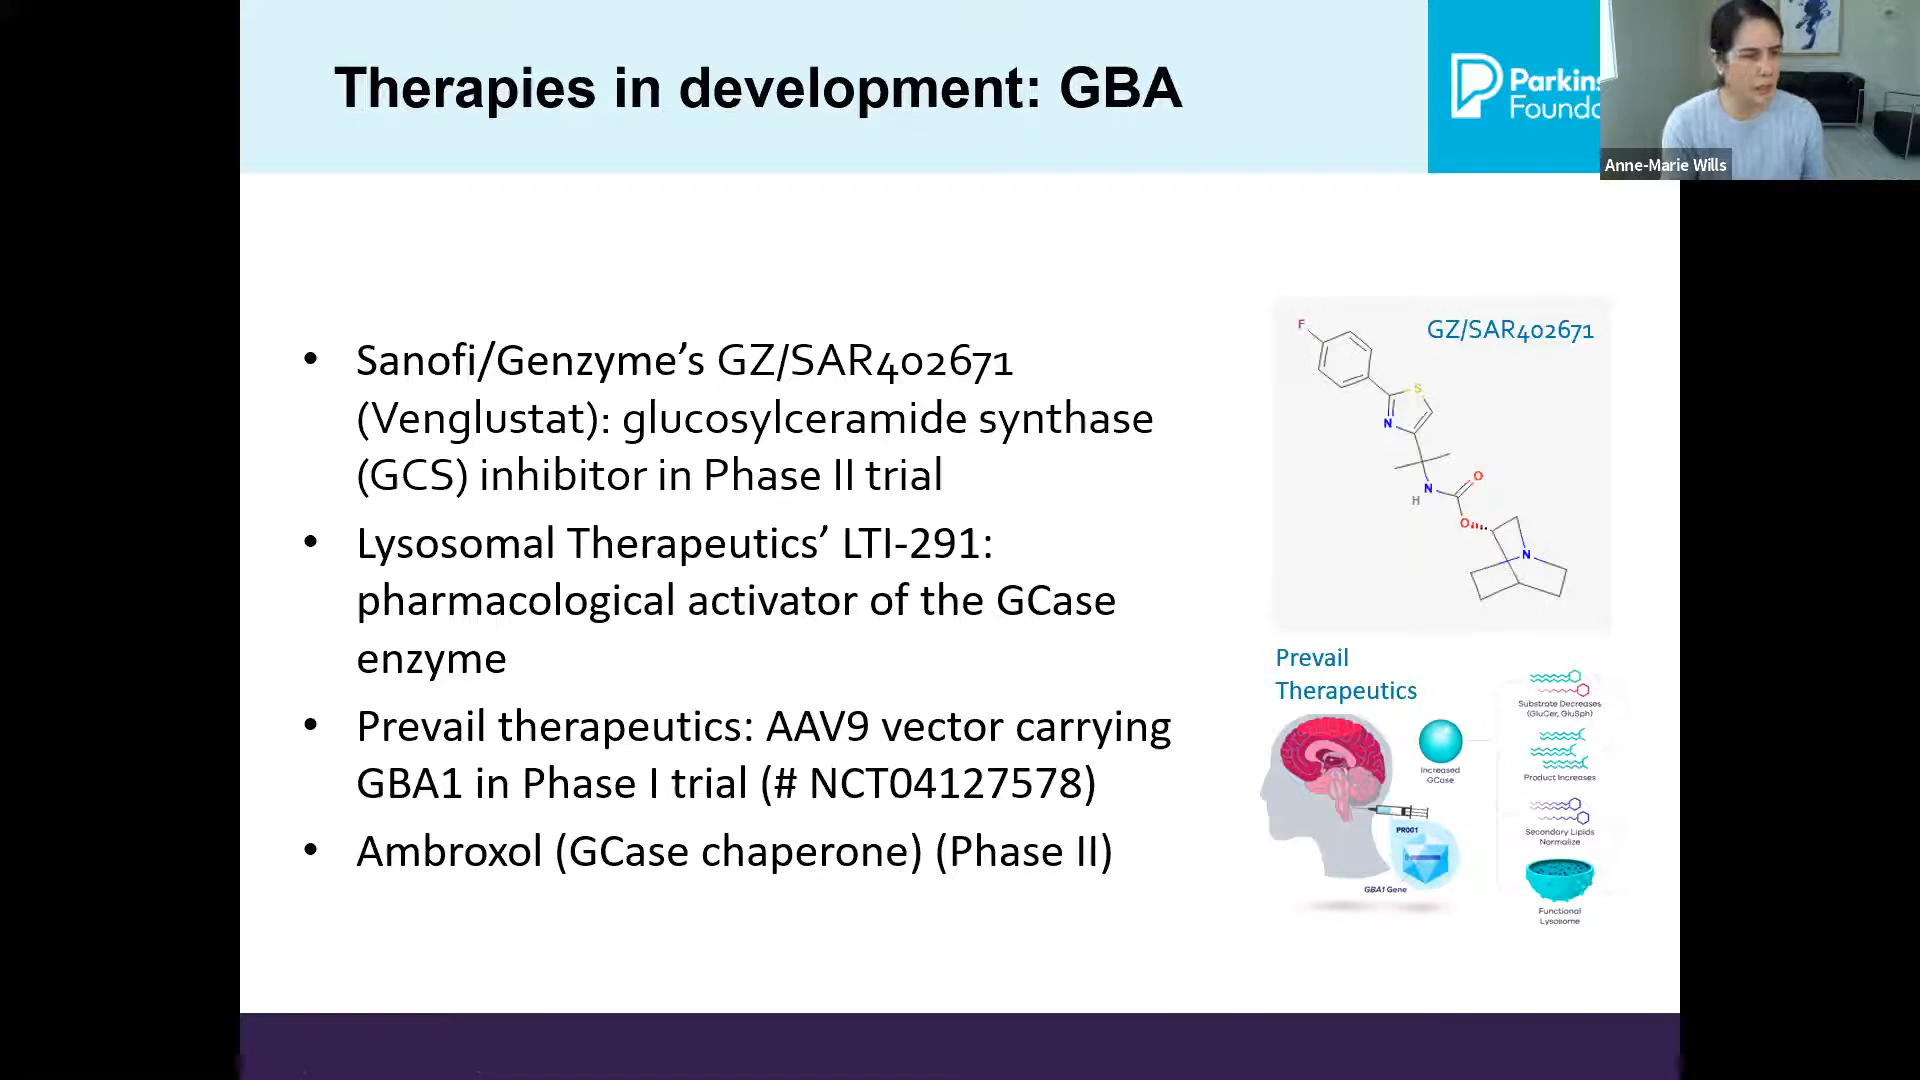 Therapies in development: GBA
Parkins
Founda
Anne-Marie Wills
• Sanofi/Genzyme’s GZ/SAR402671
(Venglustat): glucosylceramide synthase
(GCS) inhibitor in Phase II trial
• Lysosomal Therapeutics’ LTI-291:
pharmacological activator of the GCase
enzyme
• Prevail therapeutics: AAV9 vector carrying
GBA1 in Phase I trial (# NCT04127578)
• Ambroxol (GCase chaperone) (Phase II)
GZ/SAR402671
F
S
N
O
N
H
O
N
Prevail
Therapeutics
Increased
GCase
PR001
GBA1 Gene
Substrate Decreases
(GluCer, GluSph)
Product Increases
Secondary Lipids
Normalize
Functional
Lysosome